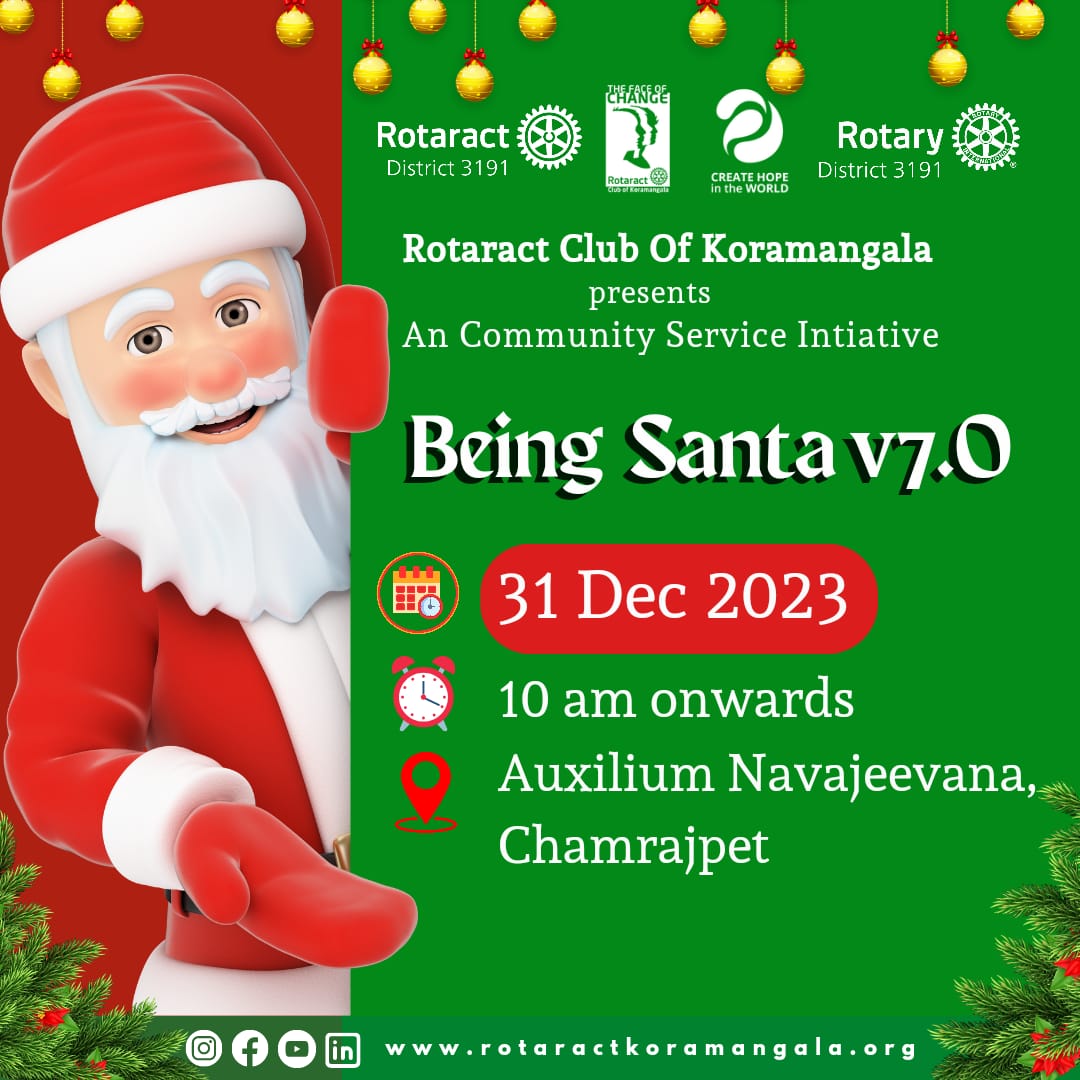 THE FACE OF
CHANGE
Rotaract
District 3191
Rotaract
Club of Koramangala
CREATE HOPE
in the WORLD
Rotary
District 3191
ROTARY
INTERNATIONAL
®
Rotaract Club Of Koramangala
presents
An Community Service Intiative
Being Santa v7.0
31 Dec 2023
10 am onwards
Auxilium Navajeevana,
Chamrajpet
www.rotaractkoramangala.org